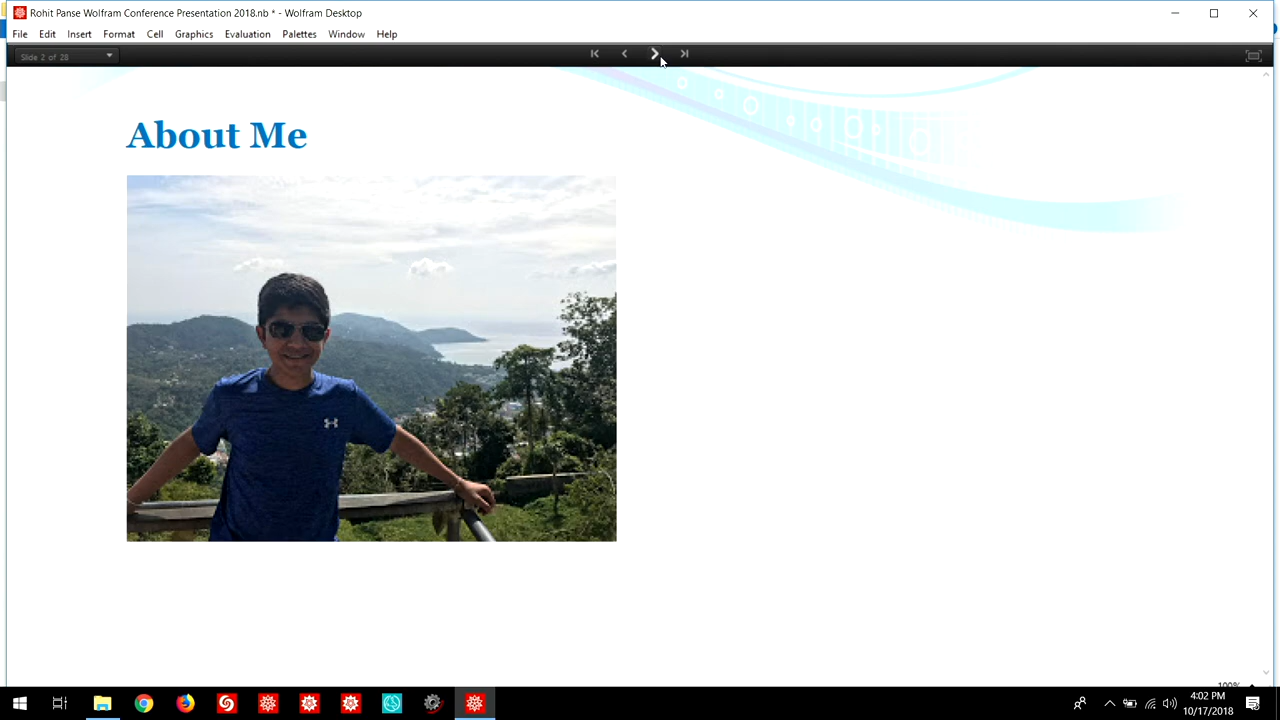 Rohit Panse Wolfram Conference Presentation 2018.nb * - Wolfram Desktop
File Edit Insert Format Cell Graphics Evaluation Palettes Window Help
Slide 2 of 28
About Me
100%
4:02 PM
10/17/2018